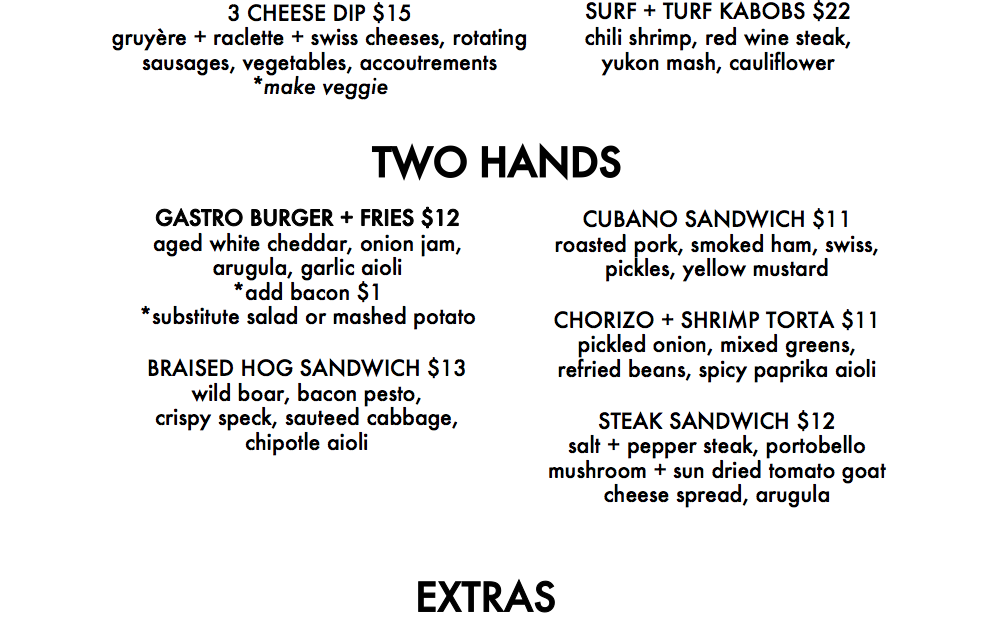 3 CHEESE DIP $15
gruyère + raclette + swiss cheeses, rotating
sausages, vegetables, accoutrements
*make veggie
SURF + TURF KABOBS $22
chili shrimp, red wine steak,
yukon mash, cauliflower
TWO HANDS
GASTRO BURGER + FRIES $12
aged white cheddar, onion jam,
arugula, garlic aioli
*add bacon $1
*substitute salad or mashed potato
BRAISED HOG SANDWICH $13
wild boar, bacon pesto,
crispy speck, sauteed cabbage,
chipotle aioli
CUBANO SANDWICH $11
roasted pork, smoked ham, swiss,
pickles, yellow mustard
CHORIZO + SHRIMP TORTA $11
pickled onion, mixed greens,
refried beans, spicy paprika aioli
STEAK SANDWICH $12
salt + pepper steak, portobello
mushroom + sun dried tomato goat
cheese spread, arugula
EXTRAS